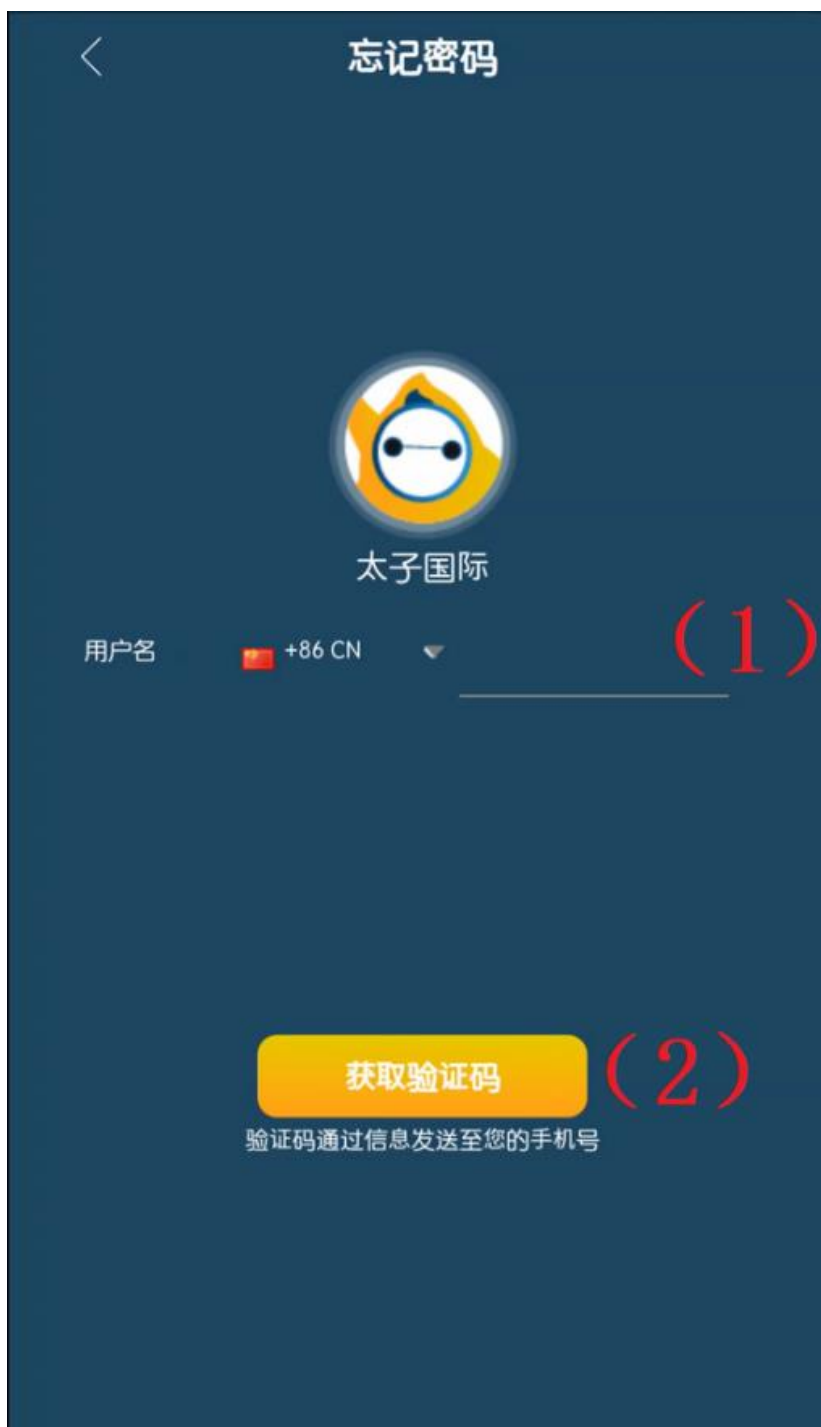 忘记密码
太子国际
（1）
用户名 +86 CN
获取验证码 （2）
验证码通过信息发送至您的手机号